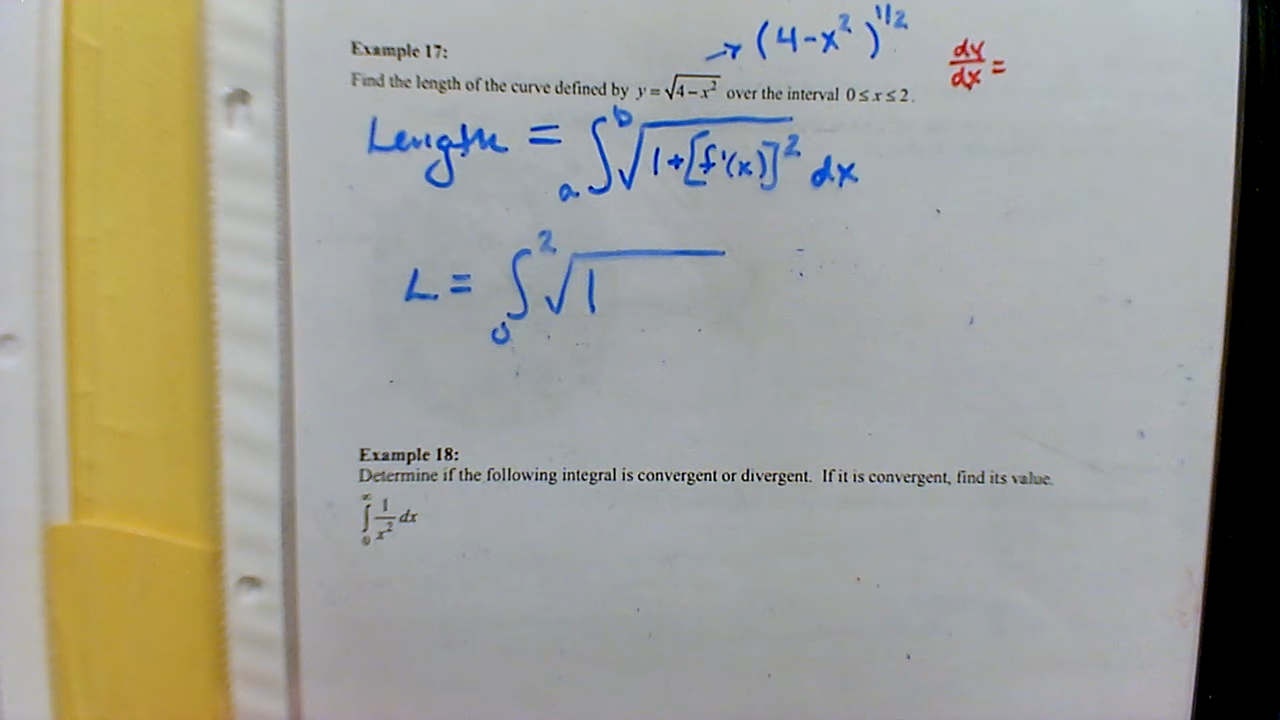 → (4-x²)^1/2
dy/dx =
Example 17:
Find the length of the curve defined by y = √(4-x²) over the interval 0 ≤ x ≤ 2.
Length = ∫_a^b √(1+[f'(x)]²) dx
L = ∫_0^2 √1
Example 18:
Determine if the following integral is convergent or divergent. If it is convergent, find its value.
∫_0^∞ 1/x² dx